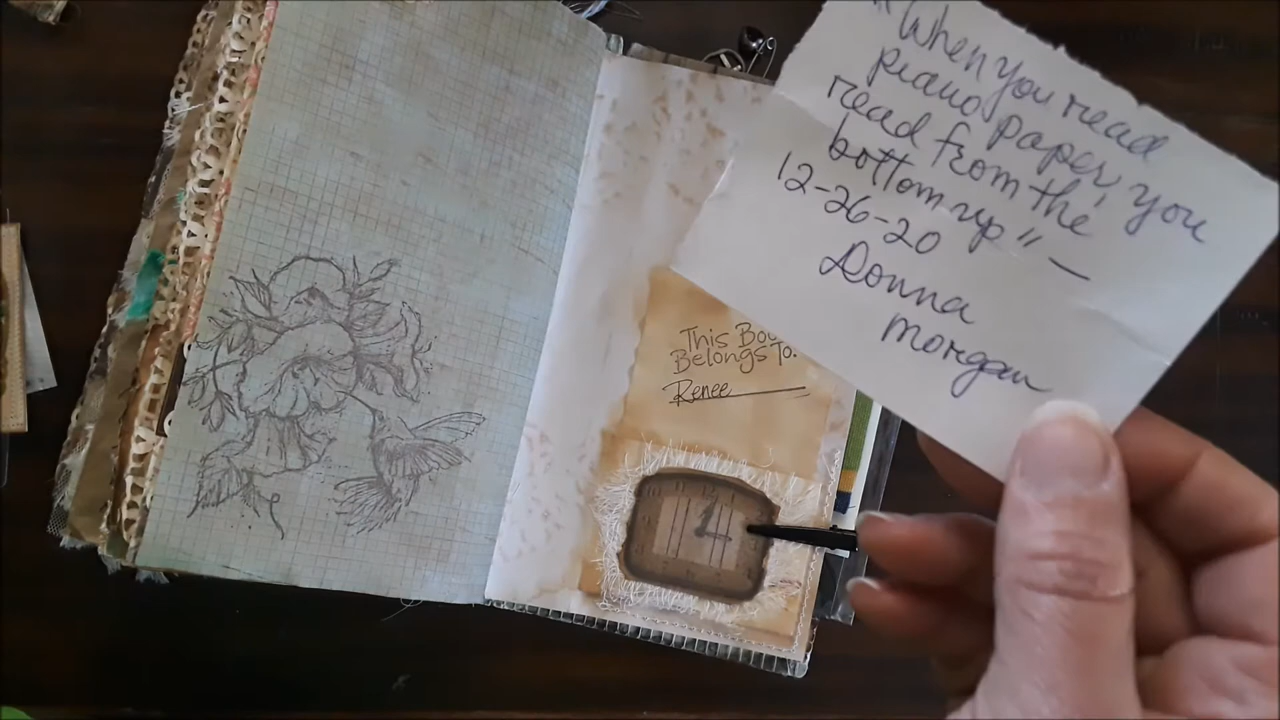 "When you read
piano paper, you
read from the
bottom up" —
12-26-20
Donna
Morgan
This Boo
Belongs To:
Renee